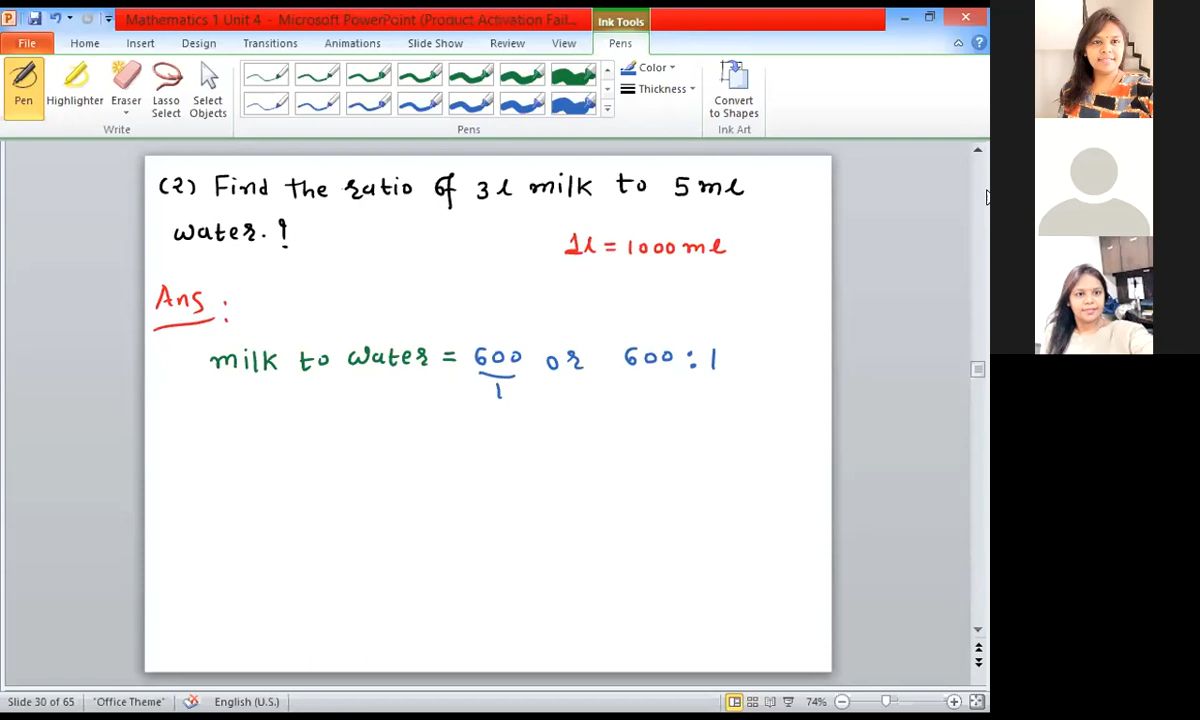 Mathematics 1 Unit 4 - Microsoft PowerPoint (Product Activation Fail...
Ink Tools
File Home Insert Design Transitions Animations Slide Show Review View Pens
Pen Highlighter Eraser Lasso Select Select Objects
Color
Thickness
Convert to Shapes
Write Pens Ink Art
(2) Find the ratio of 3 l milk to 5 ml
water. !
1l = 1000 ml
Ans :
milk to water = 600/1 or 600 : 1
Slide 30 of 65 "Office Theme" English (U.S.) 74%